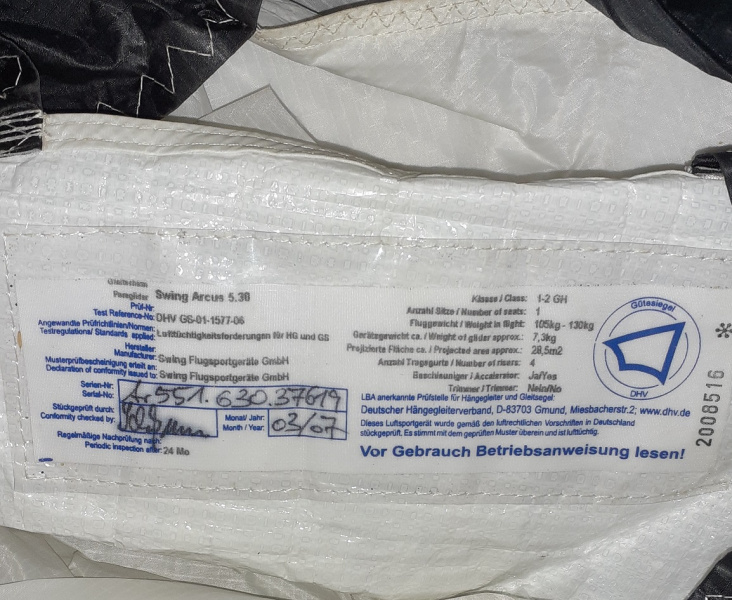 Gleitschirm
Paraglider Swing Arcus 5.30
Prüf-Nr
Test Reference-No: DHV GS-01-1577-06
Angewandte Prüfrichtlinien/Normen:
Testregulations/ Standards applied: Lufttüchtigkeitsforderungen für HG und GS
Hersteller
Manufacturer: Swing Flugsportgeräte GmbH
Musterprüfbescheinigung erteilt an:
Declaration of conformity issued to: Swing Flugsportgeräte GmbH
Serien-Nr:
Serial-No: Ar551.630.37619
Stückgeprüft durch:
Conformity checked by:
Monat/ Jahr:
Month / Year: 03/07
Regelmäßige Nachprüfung nach:
Periodic inspection after: 24 Mo
Klasse / Class: 1-2 GH
Anzahl Sitze / Number of seats: 1
Fluggewicht / Weight in flight: 105kg - 130kg
Gerätegewicht ca. / Weight of glider approx.: 7,3kg
Projizierte Fläche ca. / Projected area approx.: 28,5m2
Anzahl Tragegurte / Number of risers: 4
Beschleuniger / Accelerator: Ja/Yes
Trimmer / Trimmer: Nein/No
LBA anerkannte Prüfstelle für Hängegleiter und Gleitsegel:
Deutscher Hängegleiterverband, D-83703 Gmund, Miesbacherstr.2; www.dhv.de
Dieses Luftsportgerät wurde gemäß den luftrechtlichen Vorschriften in Deutschland
stückgeprüft. Es stimmt mit dem geprüften Muster überein und ist lufttüchtig.
Vor Gebrauch Betriebsanweisung lesen!
Gütesiegel
DHV
2008516 *